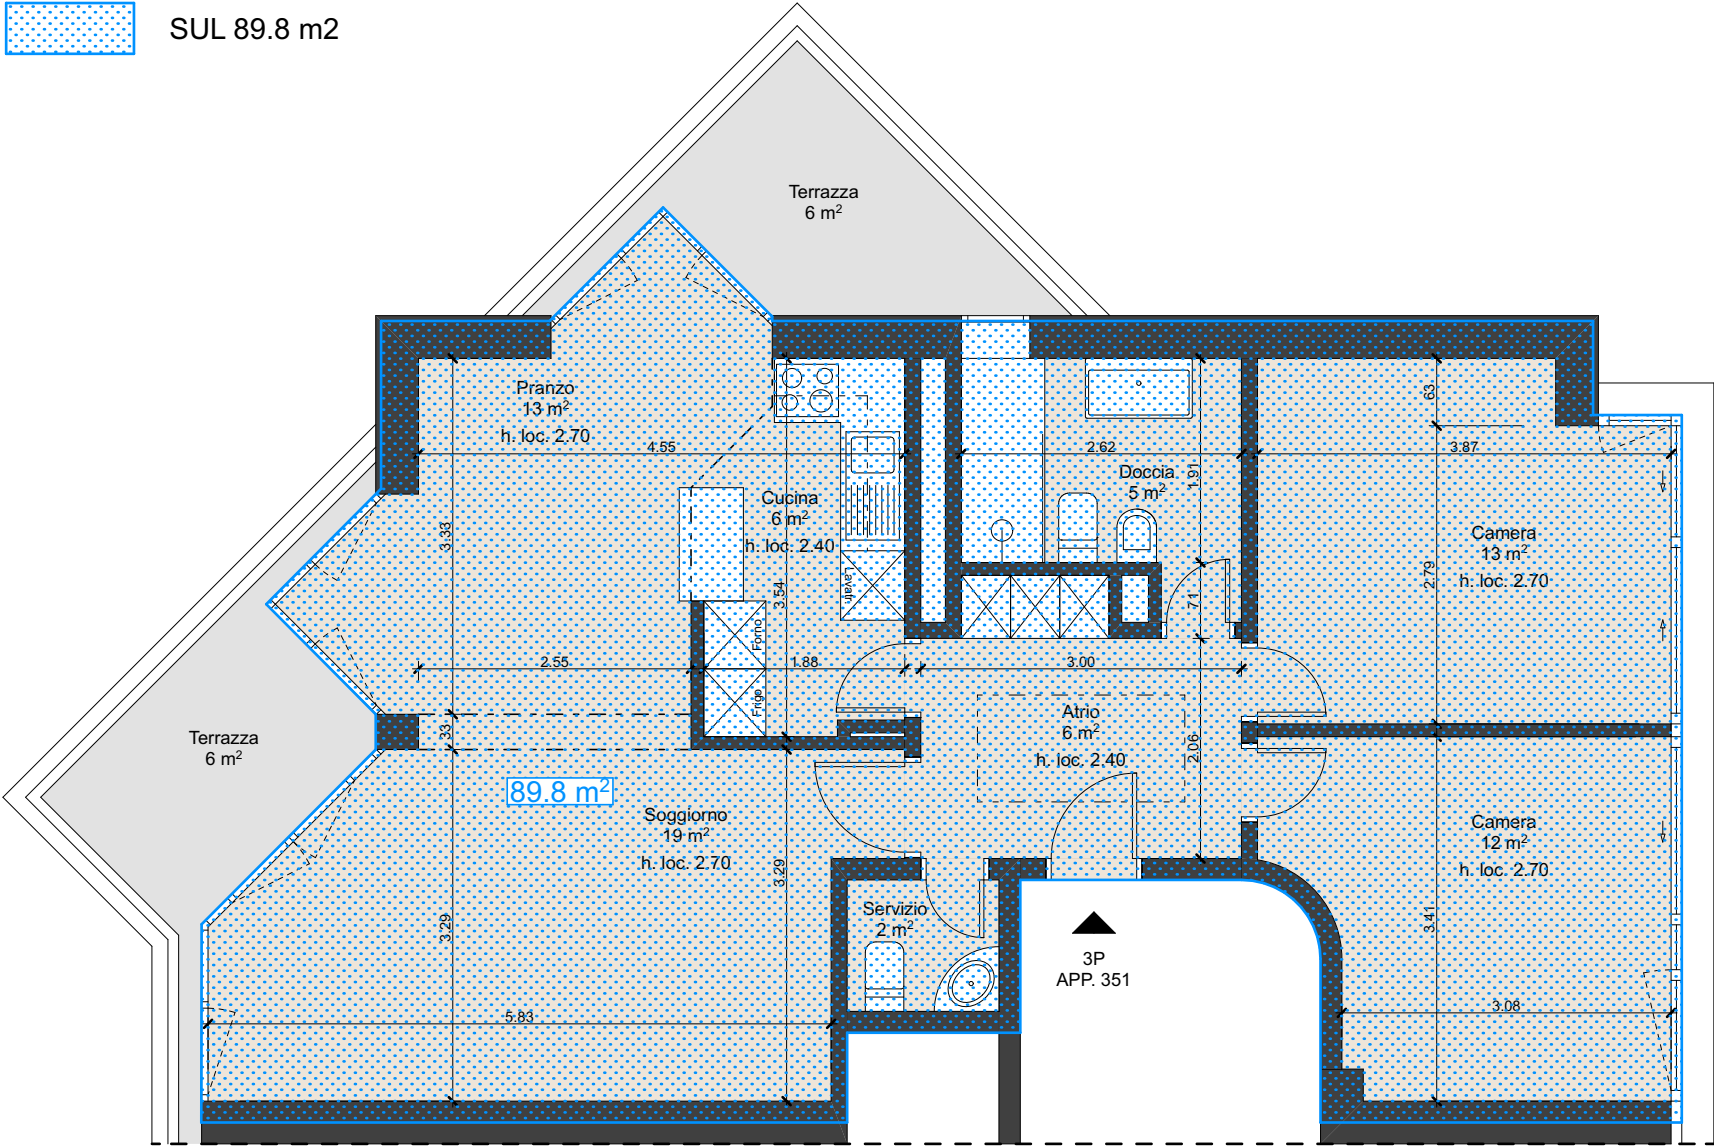 SUL 89.8 m2
Terrazza
6 m²
Pranzo
13 m²
h. loc. 2.70
4.55
2.62
3.87
63
Doccia
5 m²
1.91
Cucina
6 m²
h. loc. 2.40
3.33
3.54
Lavatr.
Camera
13 m²
h. loc. 2.70
2.79
71
Forno
2.55
1.88
3.00
Frigo
Atrio
6 m²
h. loc. 2.40
2.06
33
Terrazza
6 m²
89.8 m²
Soggiorno
19 m²
h. loc. 2.70
3.29
3.29
Camera
12 m²
h. loc. 2.70
3.41
Servizio
2 m²
3P
APP. 351
5.83
3.08